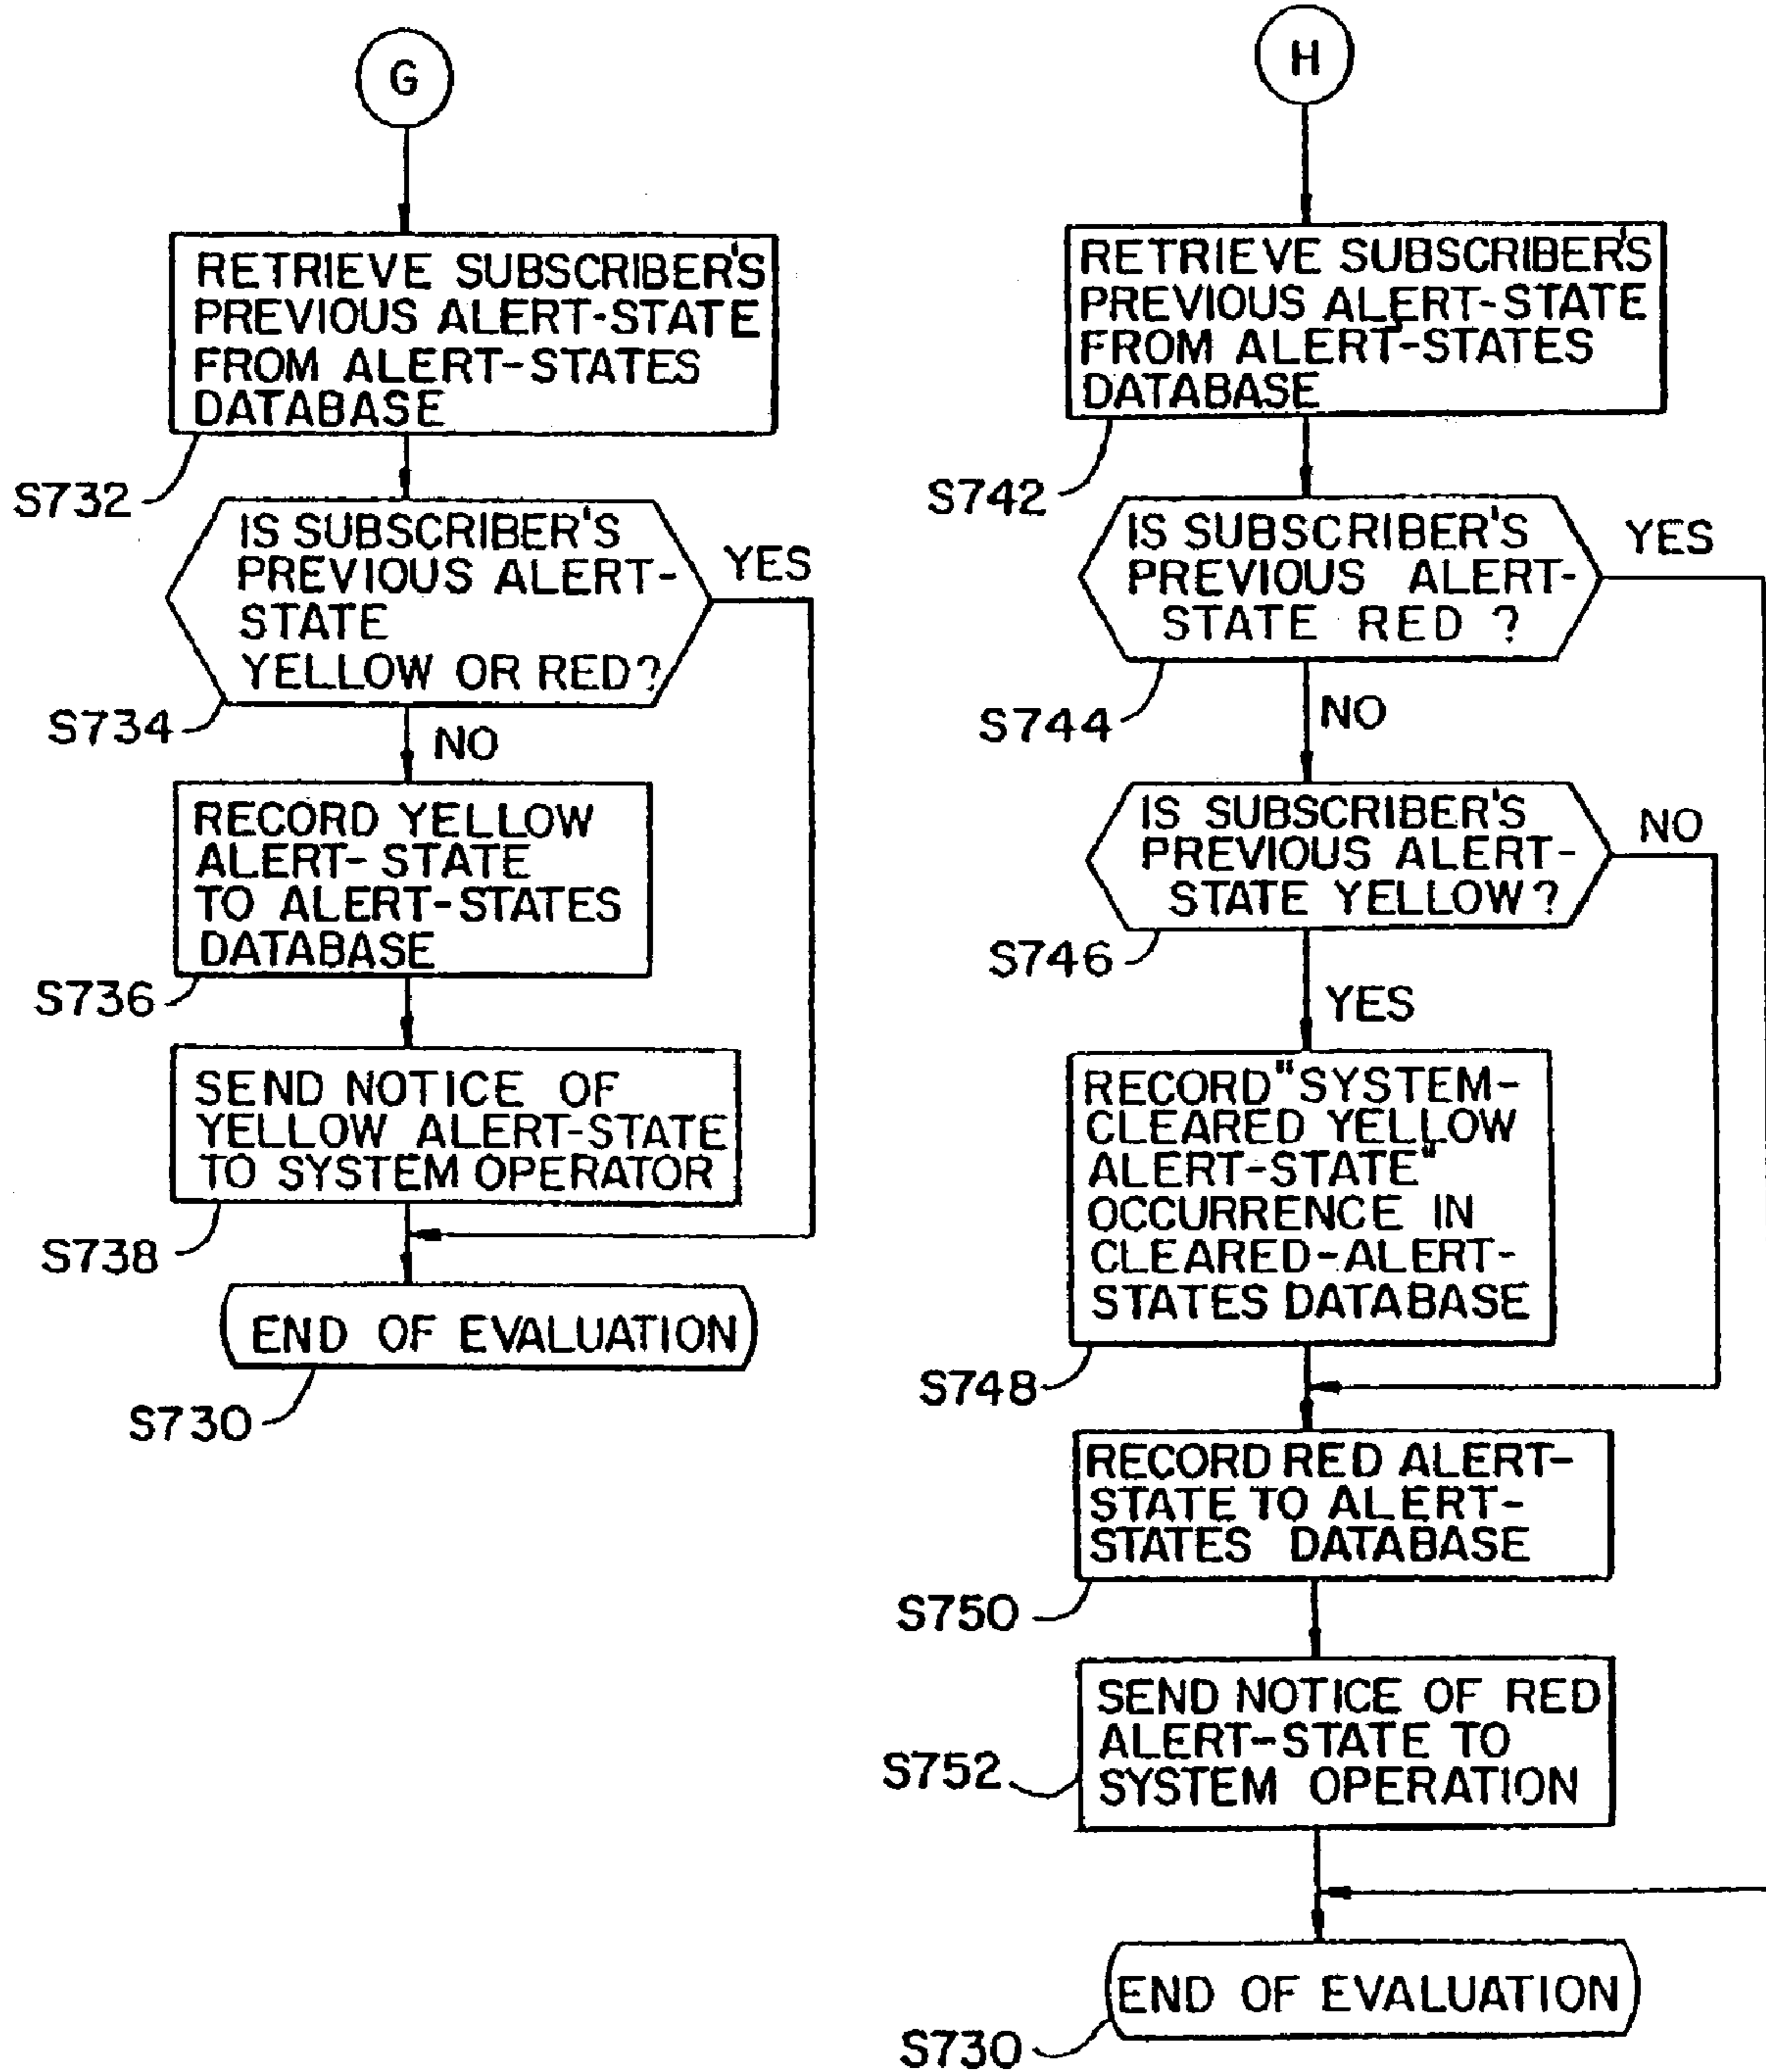 G
RETRIEVE SUBSCRIBER'S
PREVIOUS ALERT-STATE
FROM ALERT-STATES
DATABASE
S732
IS SUBSCRIBER'S
PREVIOUS ALERT-
STATE
YELLOW OR RED?
YES
S734
NO
RECORD YELLOW
ALERT-STATE
TO ALERT-STATES
DATABASE
S736
SEND NOTICE OF
YELLOW ALERT-STATE
TO SYSTEM OPERATOR
S738
END OF EVALUATION
S730
H
RETRIEVE SUBSCRIBER'S
PREVIOUS ALERT-STATE
FROM ALERT-STATES
DATABASE
S742
IS SUBSCRIBER'S
PREVIOUS ALERT-
STATE RED ?
YES
S744
NO
IS SUBSCRIBER'S
PREVIOUS ALERT-
STATE YELLOW?
NO
S746
YES
RECORD "SYSTEM-
CLEARED YELLOW
ALERT-STATE"
OCCURRENCE IN
CLEARED-ALERT-
STATES DATABASE
S748
RECORD RED ALERT-
STATE TO ALERT-
STATES DATABASE
S750
SEND NOTICE OF RED
ALERT-STATE TO
SYSTEM OPERATION
S752
END OF EVALUATION
S730